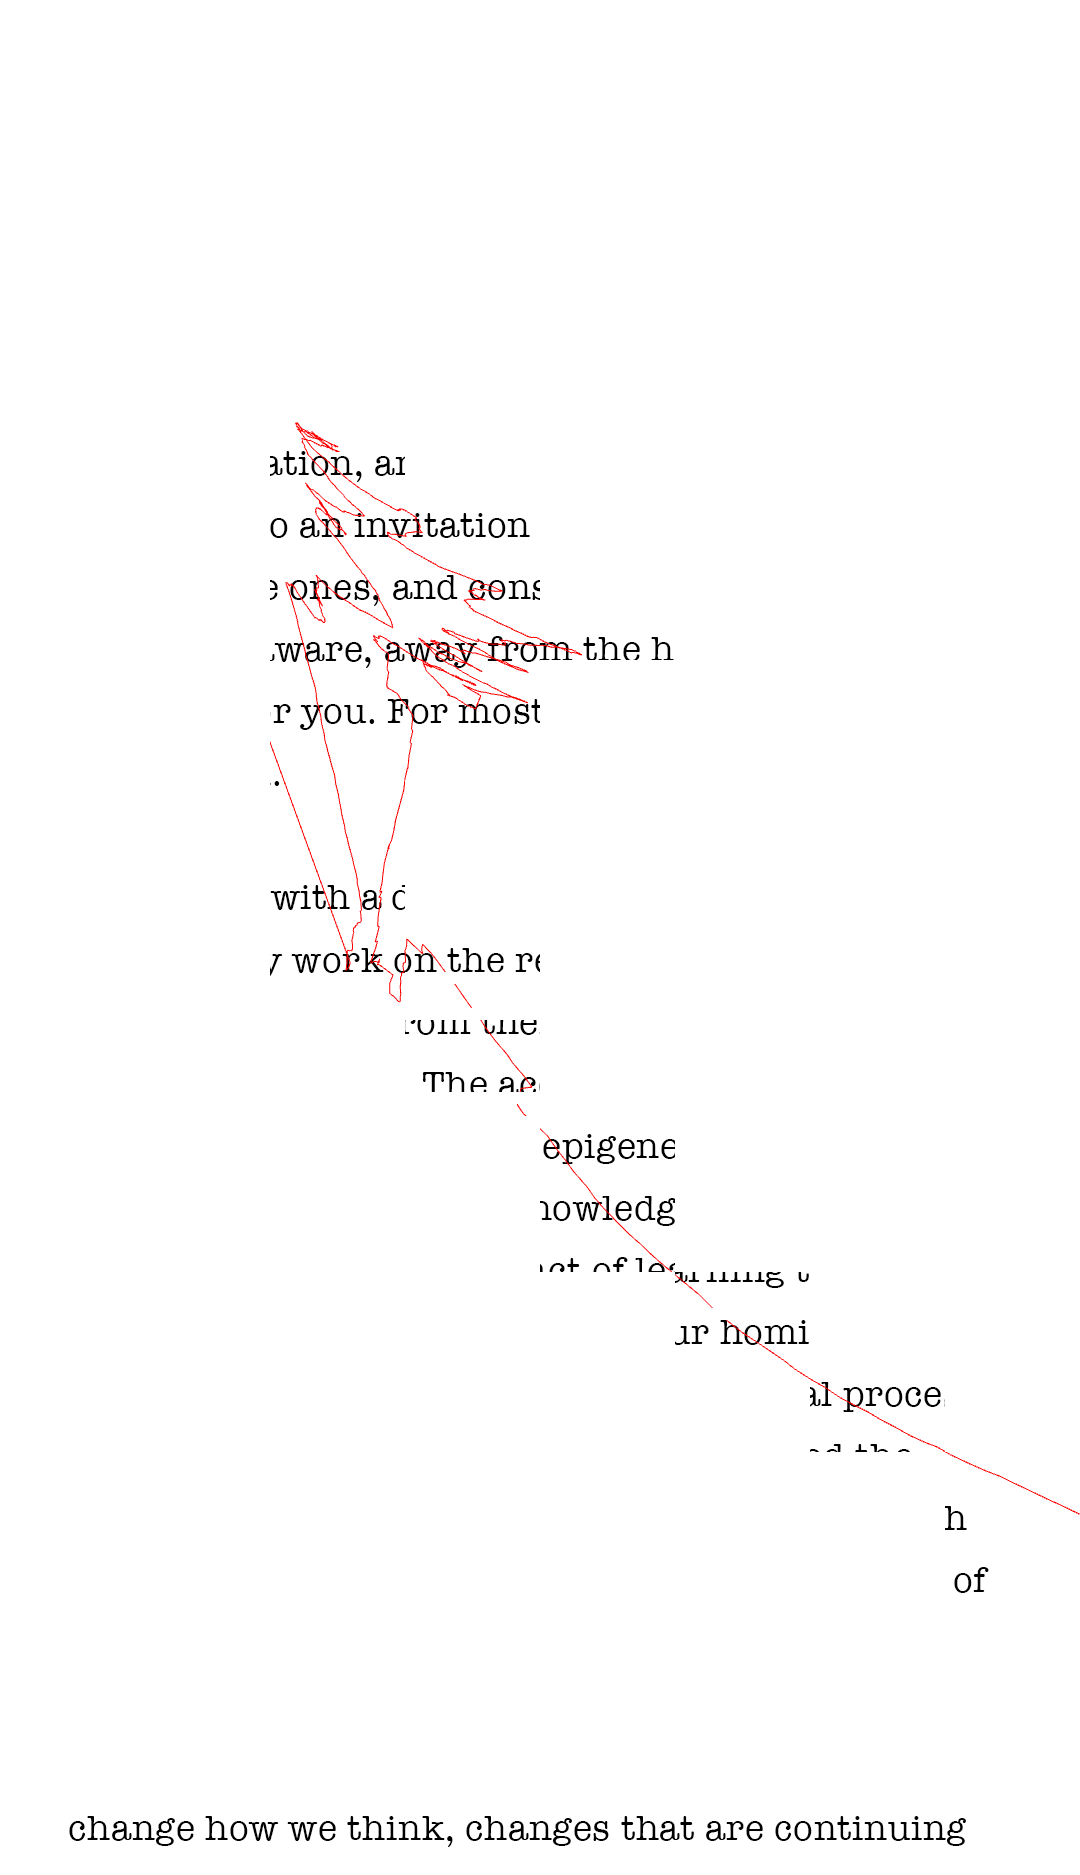 ation, ar
o an invitation
e ones, and cons
ware, away from the h
r you. For most
.
with a c
y work on the re
rom the
The ac
epigene
nowledg
act of learning t
ur homi
al proce
ed the
h
of
change how we think, changes that are continuing